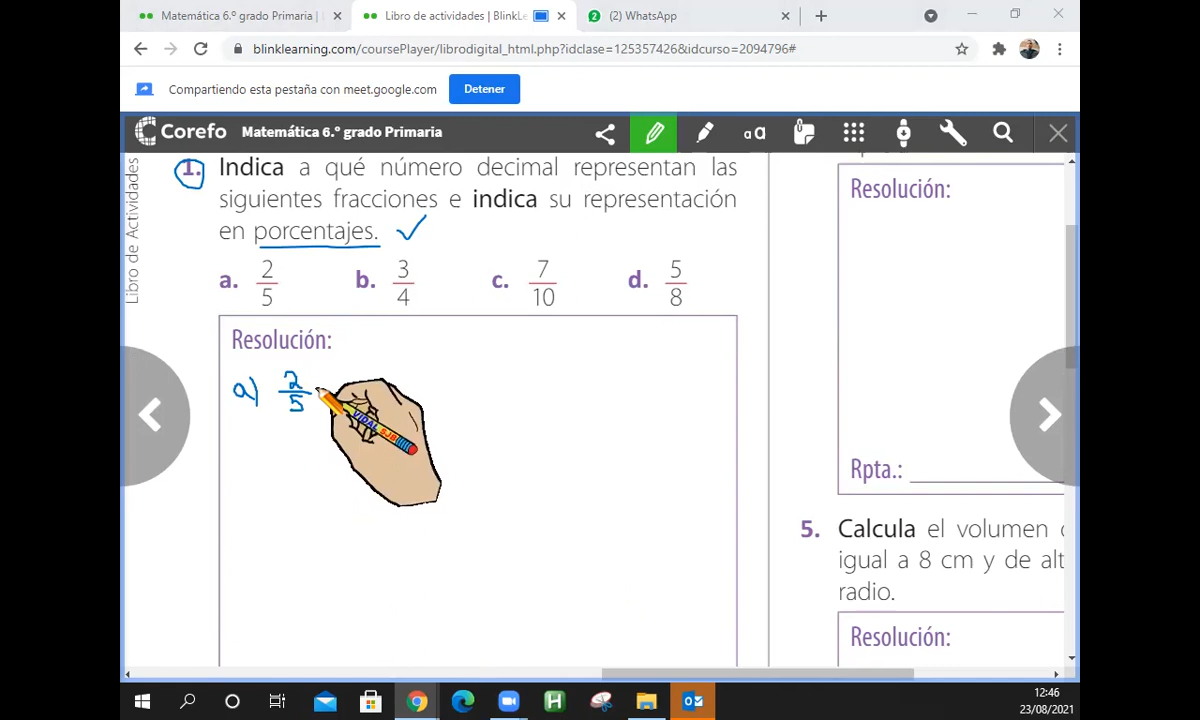 Matemática 6.º grado Primaria |
Libro de actividades | BlinkLe
(2) WhatsApp
blinklearning.com/coursePlayer/librodigital_html.php?idclase=125357426&idcurso=2094796#
Compartiendo esta pestaña con meet.google.com
Detener
Corefo
Matemática 6.º grado Primaria
aa
Libro de Actividades
1. Indica a qué número decimal representan las
siguientes fracciones e indica su representación
en porcentajes. ✓
a. 2/5 b. 3/4 c. 7/10 d. 5/8
Resolución:
a) 2/5
VIDAL SJB
Resolución:
Rpta.:
5. Calcula el volumen
igual a 8 cm y de alt
radio.
Resolución:
12:46
23/08/2021